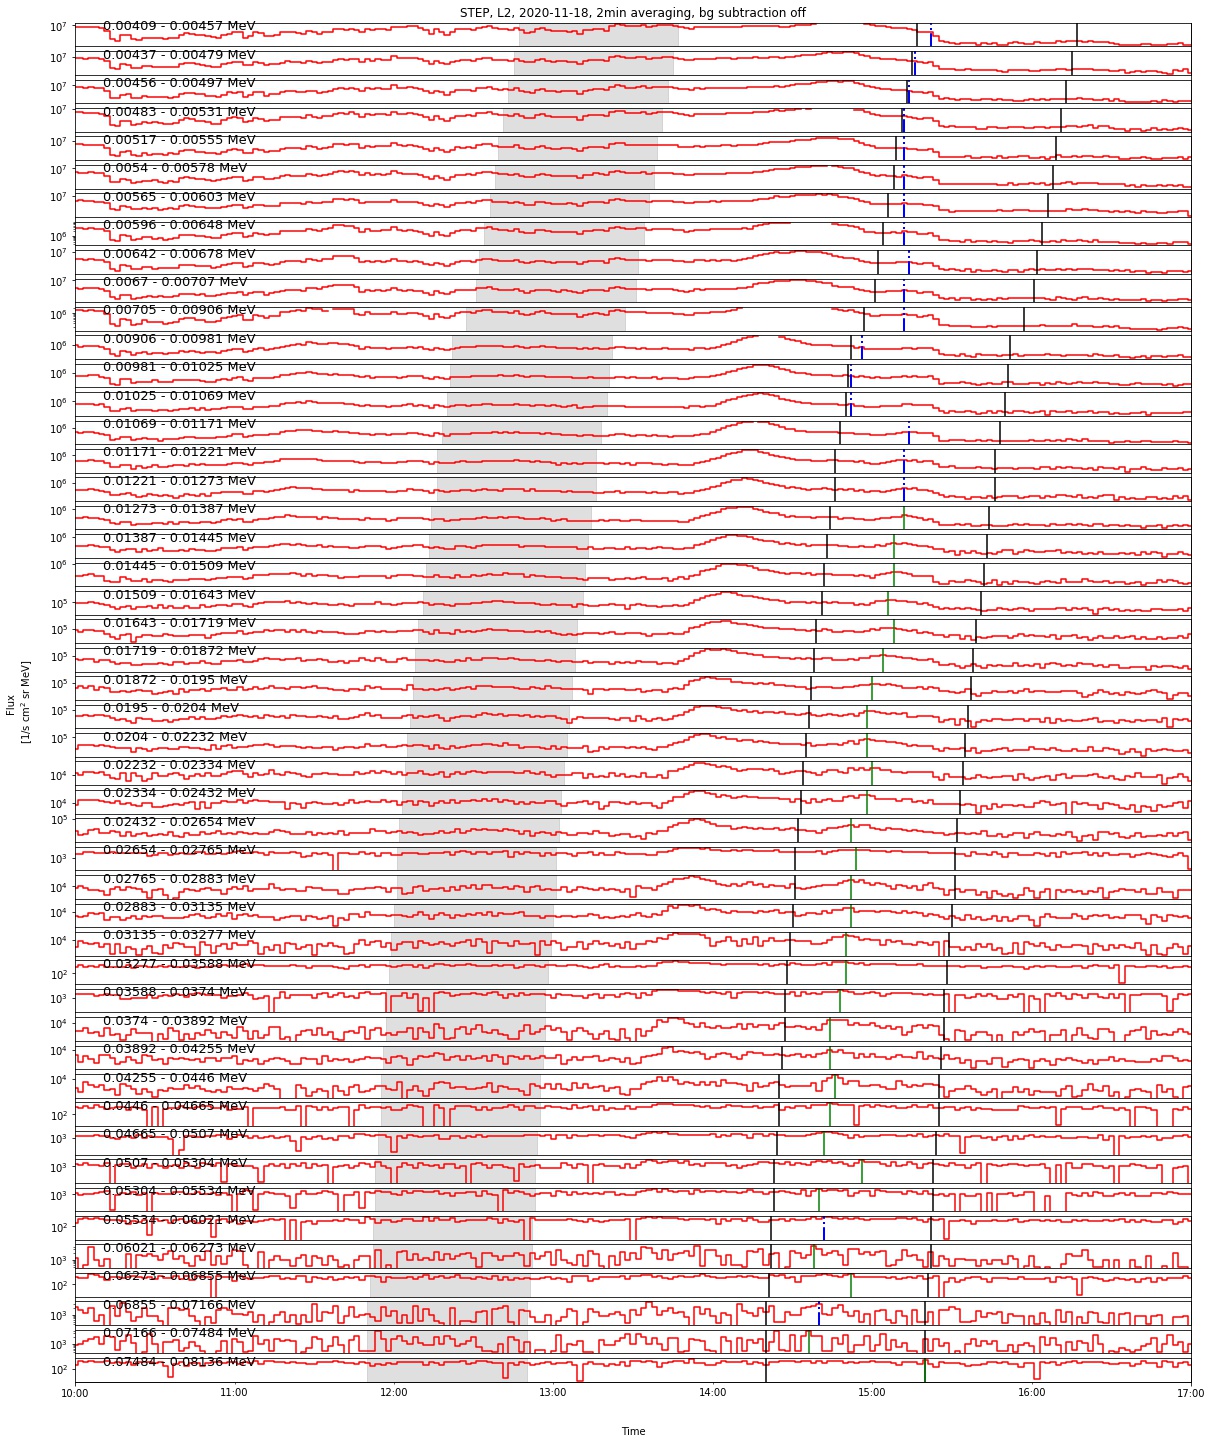 STEP, L2, 2020-11-18, 2min averaging, bg subtraction off
10⁷ 0.00409 - 0.00457 MeV
10⁷ 0.00437 - 0.00479 MeV
10⁷ 0.00456 - 0.00497 MeV
10⁷ 0.00483 - 0.00531 MeV
10⁷ 0.00517 - 0.00555 MeV
10⁷ 0.0054 - 0.00578 MeV
10⁷ 0.00565 - 0.00603 MeV
10⁶ 0.00596 - 0.00648 MeV
10⁷ 0.00642 - 0.00678 MeV
10⁷ 0.0067 - 0.00707 MeV
10⁶ 0.00705 - 0.00906 MeV
10⁶ 0.00906 - 0.00981 MeV
10⁶ 0.00981 - 0.01025 MeV
10⁶ 0.01025 - 0.01069 MeV
10⁶ 0.01069 - 0.01171 MeV
10⁶ 0.01171 - 0.01221 MeV
10⁶ 0.01221 - 0.01273 MeV
10⁶ 0.01273 - 0.01387 MeV
10⁶ 0.01387 - 0.01445 MeV
10⁶ 0.01445 - 0.01509 MeV
10⁵ 0.01509 - 0.01643 MeV
10⁵ 0.01643 - 0.01719 MeV
10⁵ 0.01719 - 0.01872 MeV
10⁵ 0.01872 - 0.0195 MeV
10⁵ 0.0195 - 0.0204 MeV
10⁵ 0.0204 - 0.02232 MeV
10⁴ 0.02232 - 0.02334 MeV
10⁴ 0.02334 - 0.02432 MeV
10⁵ 0.02432 - 0.02654 MeV
10³ 0.02654 - 0.02765 MeV
10⁴ 0.02765 - 0.02883 MeV
10⁴ 0.02883 - 0.03135 MeV
10⁴ 0.03135 - 0.03277 MeV
10² 0.03277 - 0.03588 MeV
10³ 0.03588 - 0.0374 MeV
10⁴ 0.0374 - 0.03892 MeV
10⁴ 0.03892 - 0.04255 MeV
10⁴ 0.04255 - 0.0446 MeV
10² 0.0446 - 0.04665 MeV
10³ 0.04665 - 0.0507 MeV
10³ 0.0507 - 0.05304 MeV
10³ 0.05304 - 0.05534 MeV
10² 0.05534 - 0.06021 MeV
10³ 0.06021 - 0.06273 MeV
10² 0.06273 - 0.06855 MeV
10³ 0.06855 - 0.07166 MeV
10³ 0.07166 - 0.07484 MeV
10² 0.07484 - 0.08136 MeV
Flux
[1/s cm² sr MeV]
10:00 11:00 12:00 13:00 14:00 15:00 16:00 17:00
Time